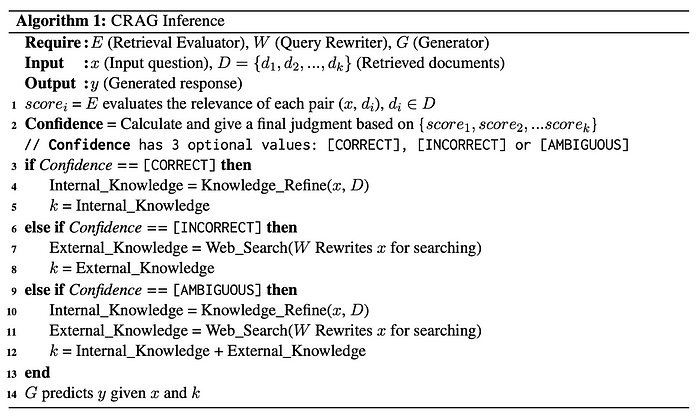 Algorithm 1: CRAG Inference
Require : E (Retrieval Evaluator), W (Query Rewriter), G (Generator)
Input : x (Input question), D = {d1, d2, ..., dk} (Retrieved documents)
Output : y (Generated response)
1 scorei = E evaluates the relevance of each pair (x, di), di ∈ D
2 Confidence = Calculate and give a final judgment based on {score1, score2, ...scorek}
// Confidence has 3 optional values: [CORRECT], [INCORRECT] or [AMBIGUOUS]
3 if Confidence == [CORRECT] then
4 Internal_Knowledge = Knowledge_Refine(x, D)
5 k = Internal_Knowledge
6 else if Confidence == [INCORRECT] then
7 External_Knowledge = Web_Search(W Rewrites x for searching)
8 k = External_Knowledge
9 else if Confidence == [AMBIGUOUS] then
10 Internal_Knowledge = Knowledge_Refine(x, D)
11 External_Knowledge = Web_Search(W Rewrites x for searching)
12 k = Internal_Knowledge + External_Knowledge
13 end
14 G predicts y given x and k